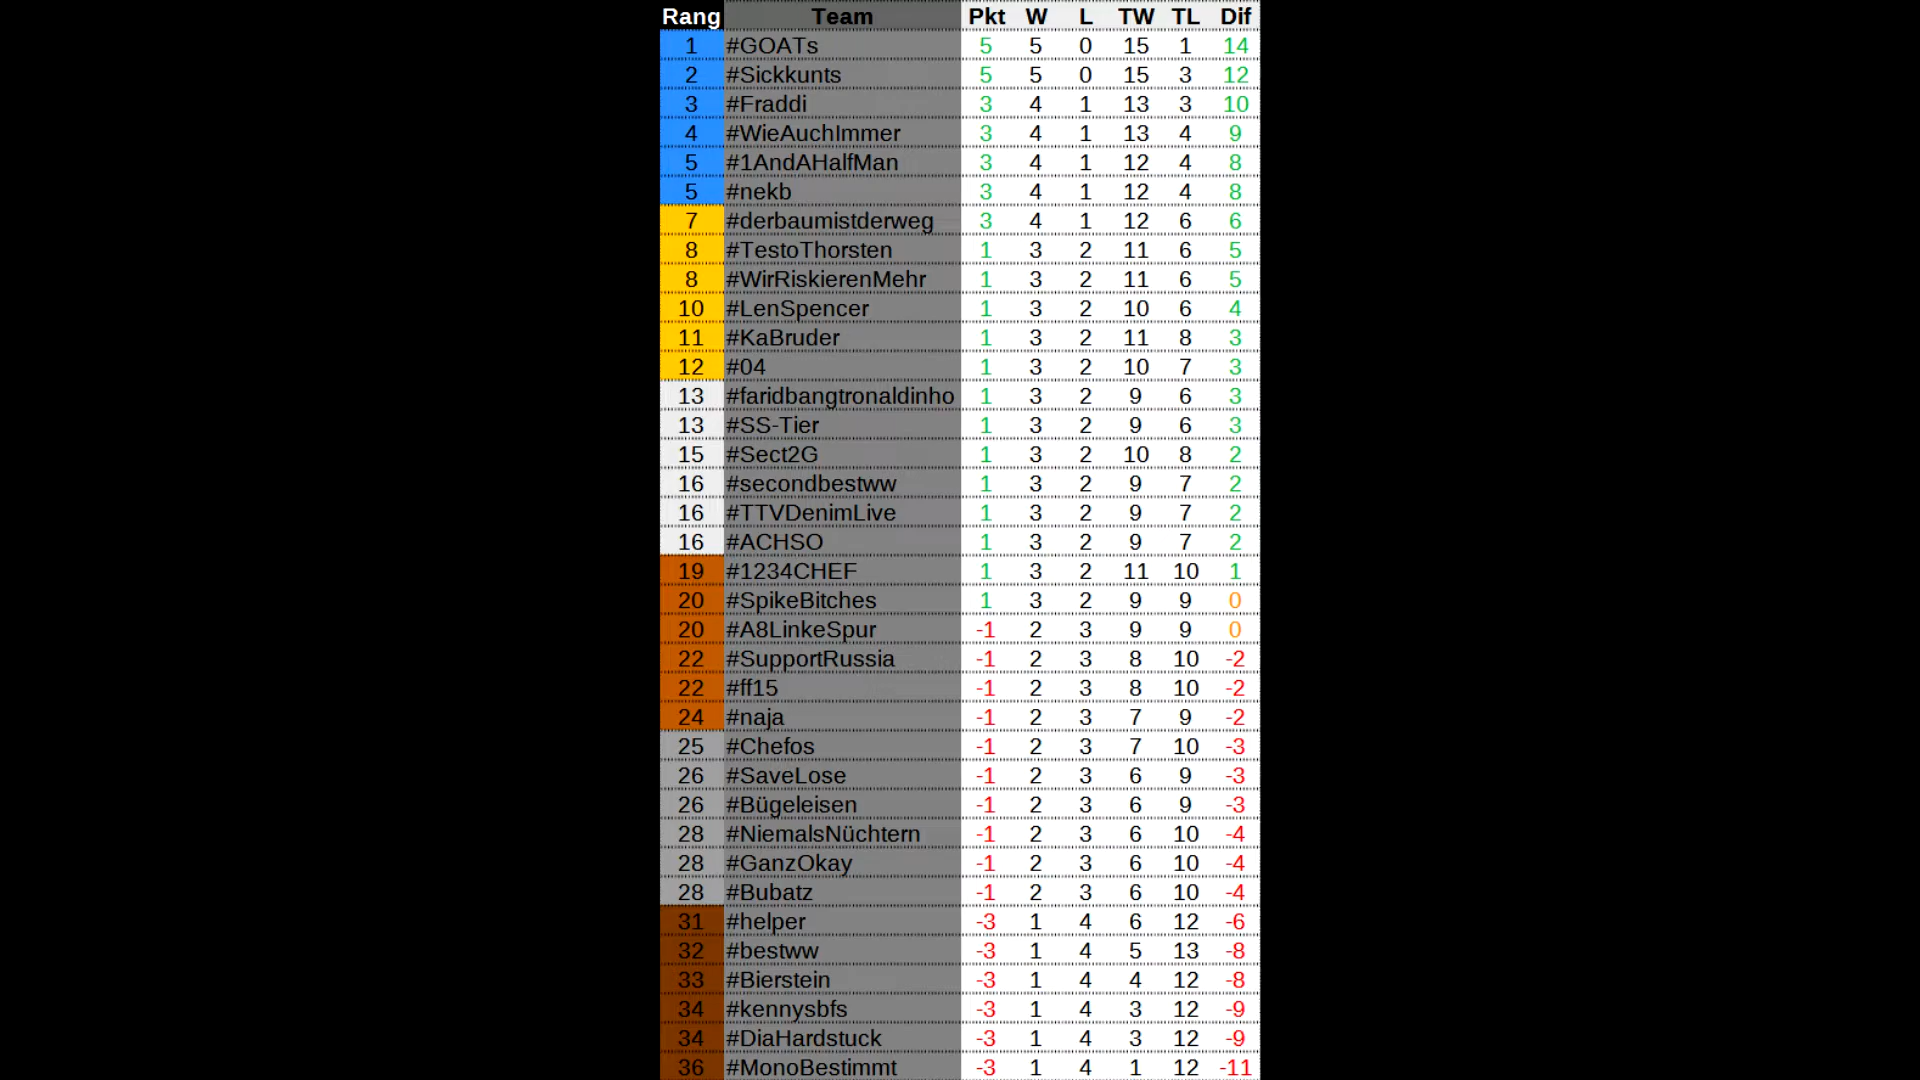 Rang Team Pkt W L TW TL Dif
1 #GOATs 5 5 0 15 1 14
2 #Sickkunts 5 5 0 15 3 12
3 #Fraddi 3 4 1 13 3 10
4 #WieAuchImmer 3 4 1 13 4 9
5 #1AndAHalfMan 3 4 1 12 4 8
5 #nekb 3 4 1 12 4 8
7 #derbaumistderweg 3 4 1 12 6 6
8 #TestoThorsten 1 3 2 11 6 5
8 #WirRiskierenMehr 1 3 2 11 6 5
10 #LenSpencer 1 3 2 10 6 4
11 #KaBruder 1 3 2 11 8 3
12 #04 1 3 2 10 7 3
13 #faridbangtronaldinho 1 3 2 9 6 3
13 #SS-Tier 1 3 2 9 6 3
15 #Sect2G 1 3 2 10 8 2
16 #secondbestww 1 3 2 9 7 2
16 #TTVDenimLive 1 3 2 9 7 2
16 #ACHSO 1 3 2 9 7 2
19 #1234CHEF 1 3 2 11 10 1
20 #SpikeBitches 1 3 2 9 9 0
20 #A8LinkeSpur -1 2 3 9 9 0
22 #SupportRussia -1 2 3 8 10 -2
22 #ff15 -1 2 3 8 10 -2
24 #naja -1 2 3 7 9 -2
25 #Chefos -1 2 3 7 10 -3
26 #SaveLose -1 2 3 6 9 -3
26 #Bügeleisen -1 2 3 6 9 -3
28 #NiemalsNüchtern -1 2 3 6 10 -4
28 #GanzOkay -1 2 3 6 10 -4
28 #Bubatz -1 2 3 6 10 -4
31 #helper -3 1 4 6 12 -6
32 #bestww -3 1 4 5 13 -8
33 #Bierstein -3 1 4 4 12 -8
34 #kennysbfs -3 1 4 3 12 -9
34 #DiaHardstuck -3 1 4 3 12 -9
36 #MonoBestimmt -3 1 4 1 12 -11